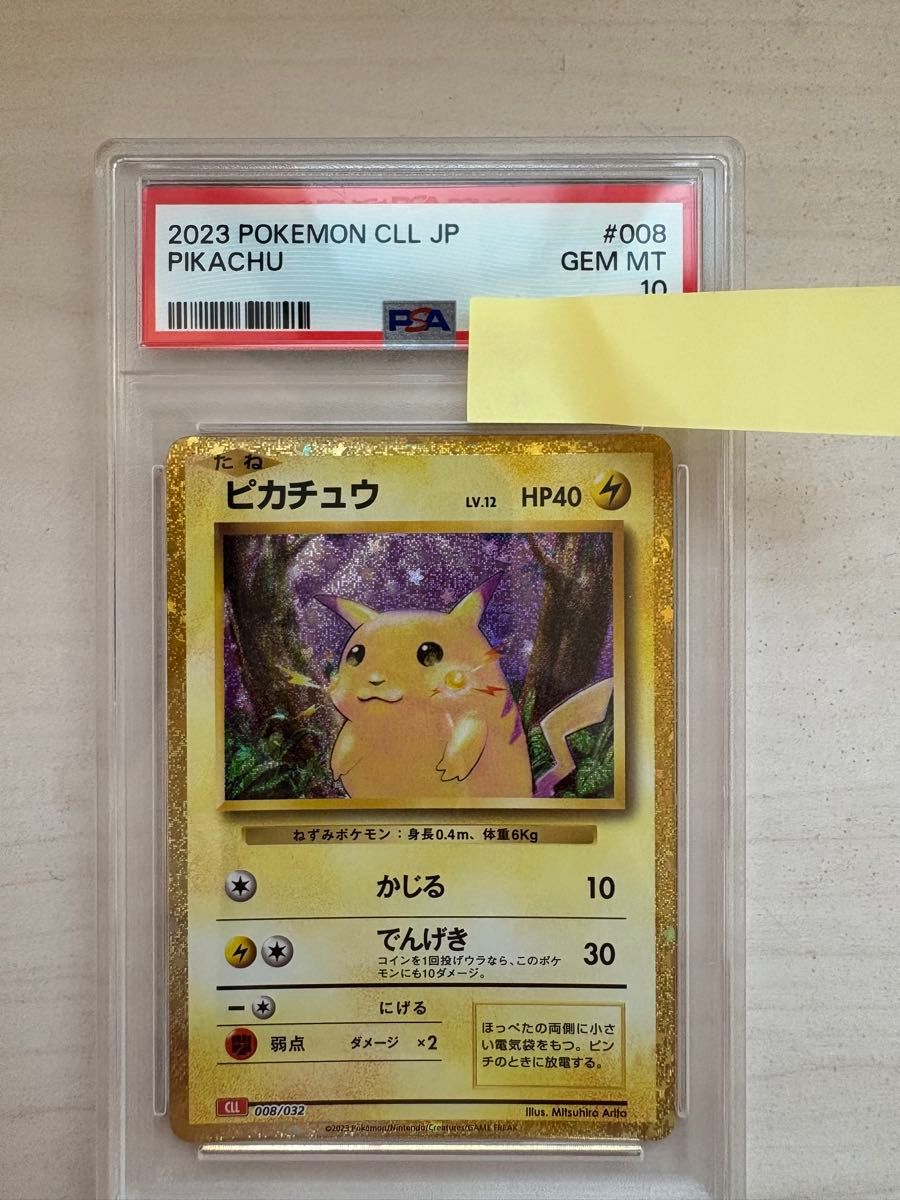 2023 POKEMON CLL JP #008
PIKACHU GEM MT
10
PSA
たね
ピカチュウ LV.12 HP40
ねずみポケモン：身長0.4m、体重6Kg
かじる 10
でんげき 30
コインを1回投げウラなら、このポケ
モンにも10ダメージ。
にげる
弱点 ダメージ ×2
ほっぺたの両側に小さ
い電気袋をもつ。ピン
チのときに放電する。
CLL 008/032 Illus. Mitsuhiro Arita
©2023 Pokémon/Nintendo/Creatures/GAME FREAK